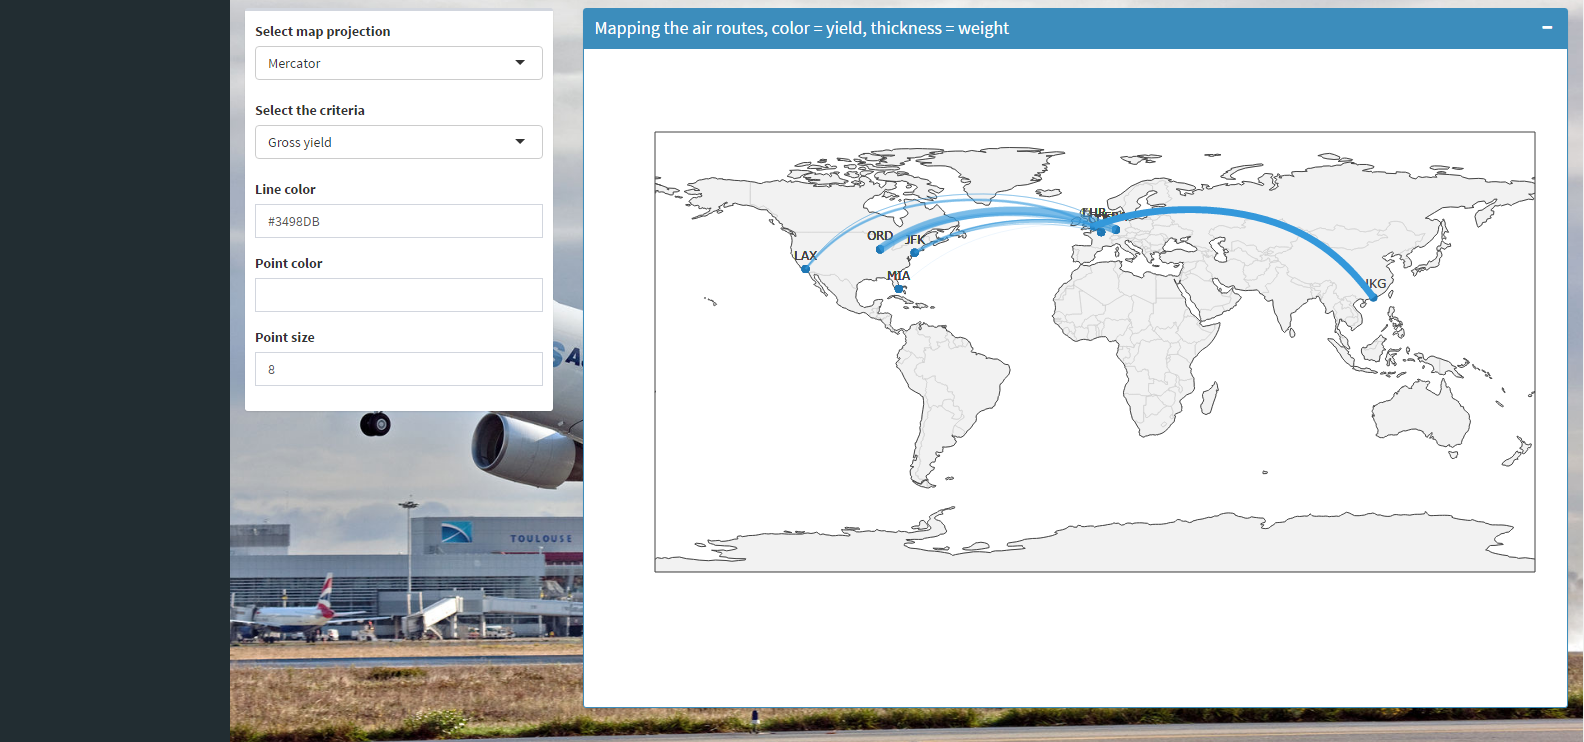 Select map projection
Mercator
Select the criteria
Gross yield
Line color
#3498DB
Point color
Point size
8
Mapping the air routes, color = yield, thickness = weight
ORD
JFK
LAX
MIA
HKG
TOULOUSE